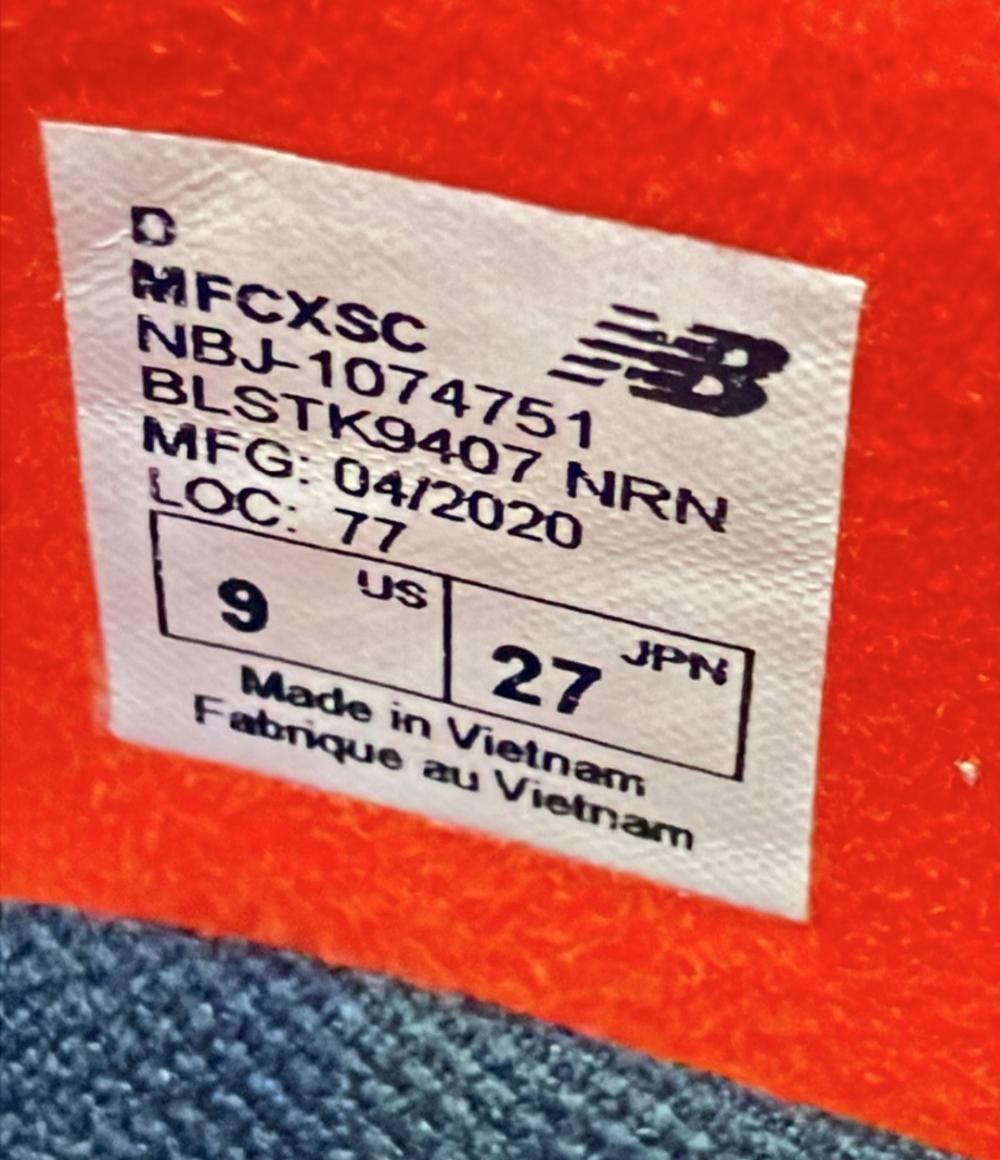 D
MFCXSC
NB
NBJ-1074751
BLSTK9407 NRN
MFG: 04/2020
LOC: 77
9 US 27 JPN
Made in Vietnam
Fabrique au Vietnam